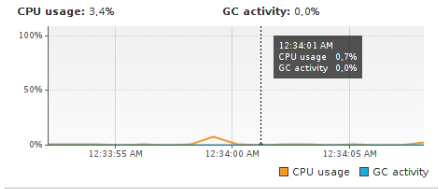 CPU usage: 3,4% GC activity: 0,0%
100%
12:34:01 AM
CPU usage 0,7%
GC activity 0,0%
50%
0%
12:33:55 AM 12:34:00 AM 12:34:05 AM
CPU usage GC activity